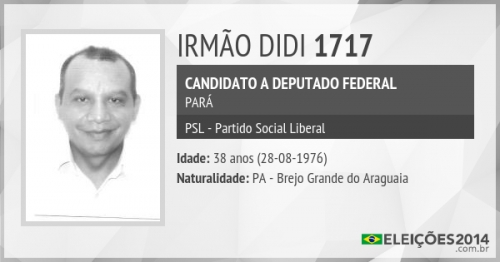 IRMÃO DIDI 1717
CANDIDATO A DEPUTADO FEDERAL
PARÁ
PSL - Partido Social Liberal
Idade: 38 anos (28-08-1976)
Naturalidade: PA - Brejo Grande do Araguaia
ELEIÇÕES2014
.com.br